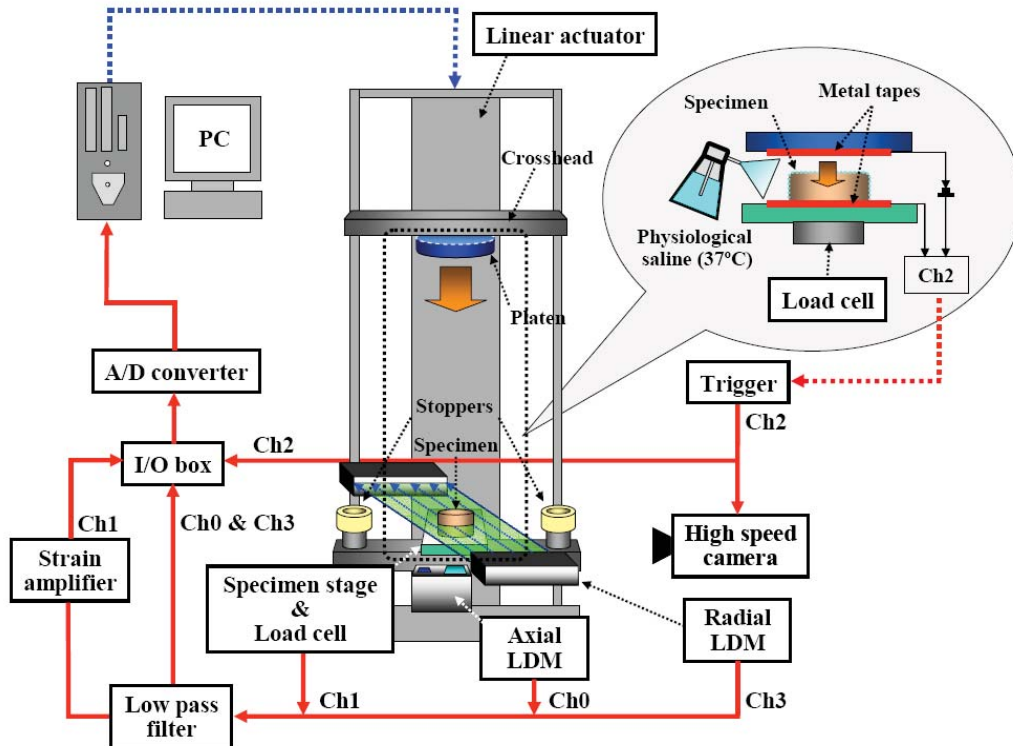 Linear actuator
PC
Crosshead
Platen
Specimen
Metal tapes
Physiological
saline (37°C)
Load cell
Ch2
A/D converter
Trigger
Ch2
Stoppers
Specimen
Ch2
I/O box
Ch1
Ch0 & Ch3
High speed
camera
Strain
amplifier
Specimen stage
&
Load cell
Axial
LDM
Radial
LDM
Low pass
filter
Ch1
Ch0
Ch3